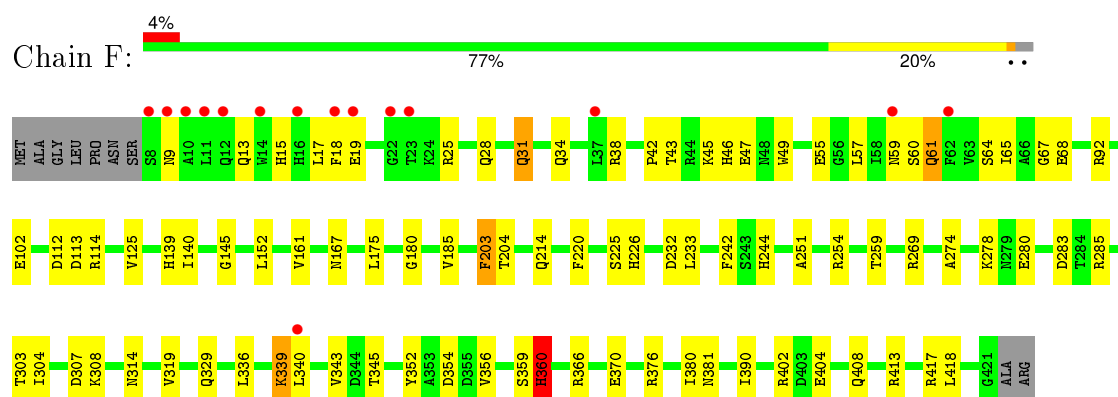 4%
Chain F:
77% 20% • •
MET ALA GLY LEU PRO ASN SER S8 N9 A10 L11 Q12 Q13 W14 H15 H16 L17 F18 E19 G22 T23 K24 R25 Q28 Q31 Q34 L37 R38 P42 T43 R44 K45 H46 E47 N48 W49 E55 G56 L57 I58 N59 S60 Q61 F62 V63 S64 I65 A66 G67 E68 R92
E102 D112 D113 R114 V125 H139 I140 G145 L152 V161 N167 L175 G180 V185 F203 T204 Q214 F220 S225 H226 D232 L233 F242 S243 H244 A251 R254 T259 R269 A274 K278 N279 E280 D283 T284 R285
T303 I304 D307 K308 N314 V319 Q329 L336 K339 L340 V343 D344 T345 Y352 A353 D354 D355 V356 S359 H360 R366 E370 R376 I380 N381 I390 R402 D403 E404 Q408 R413 R417 L418 G421 ALA ARG